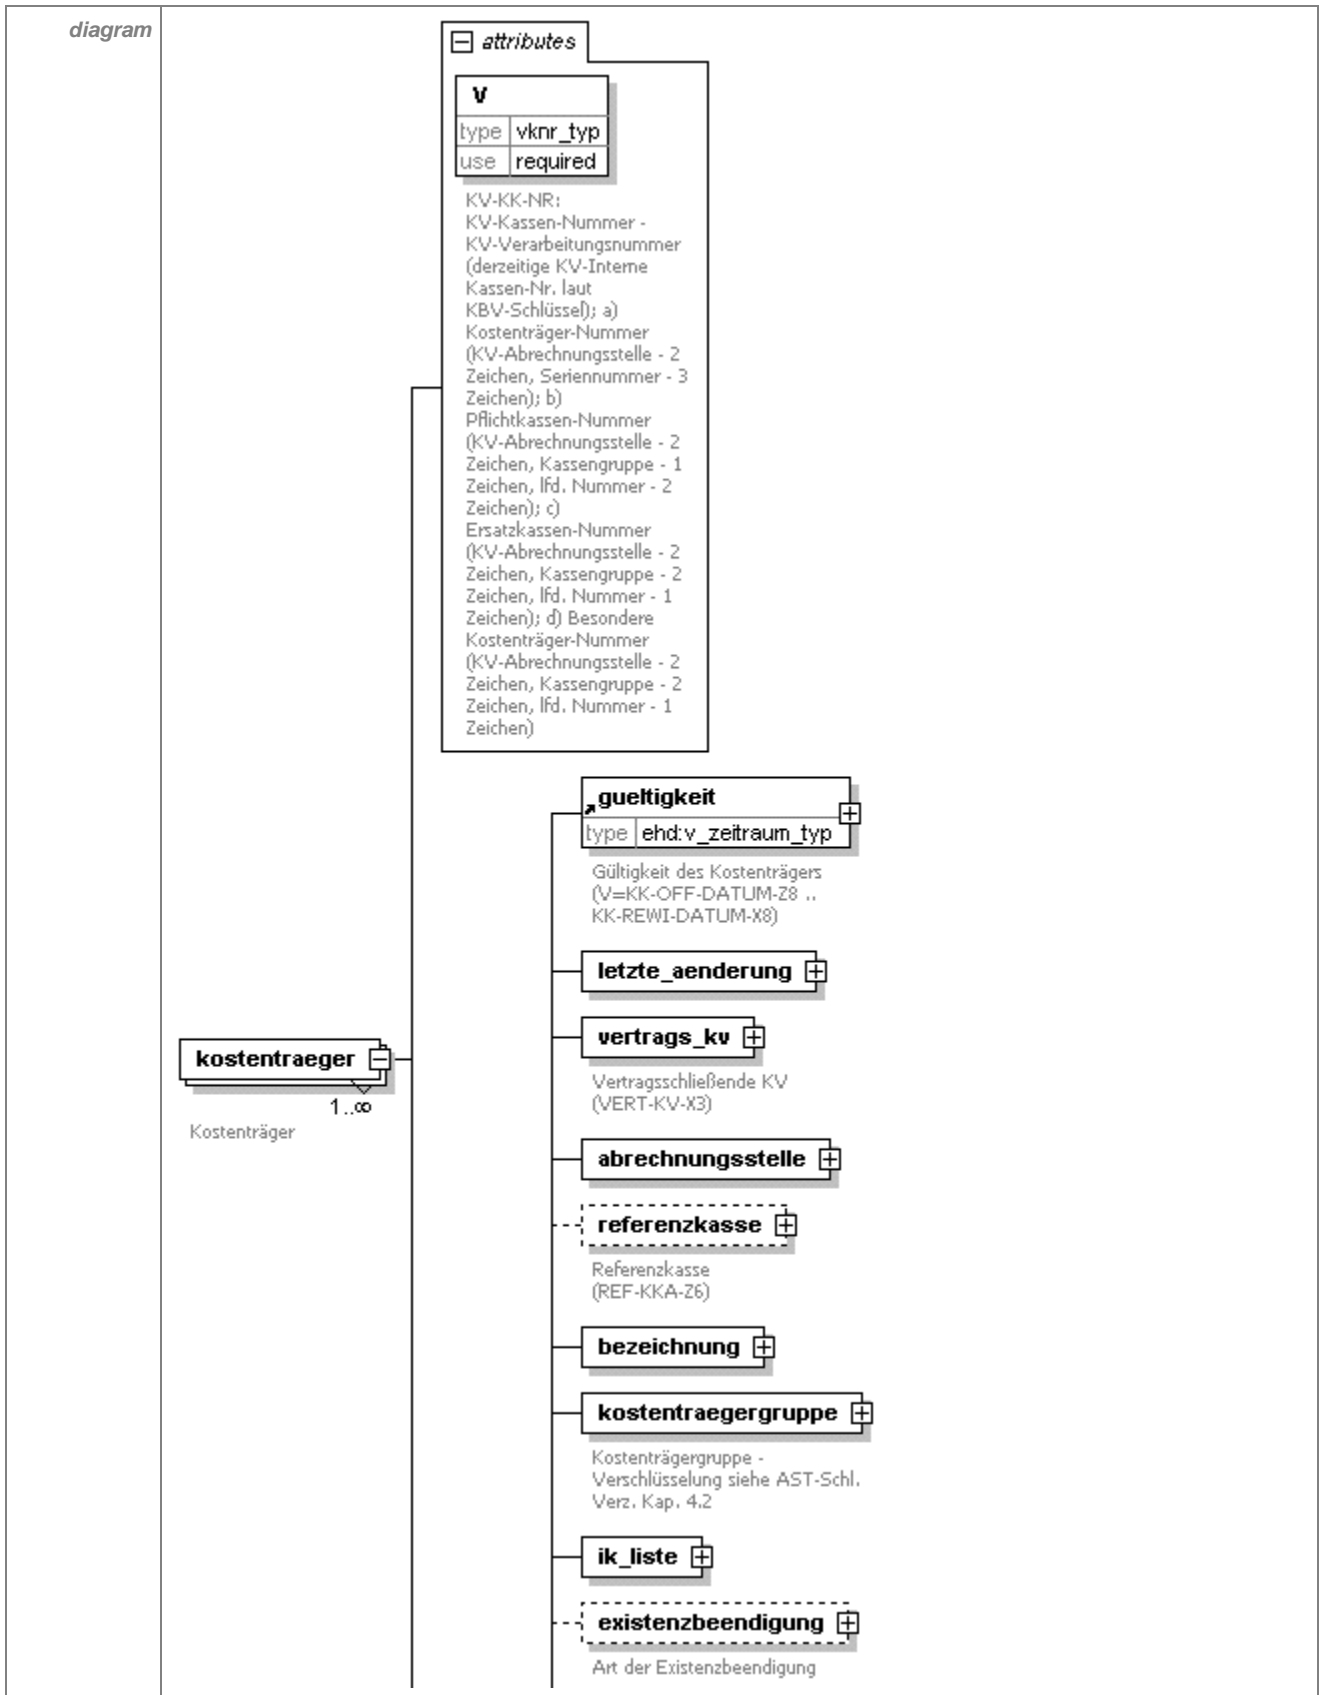 diagram
attributes
V
type vknr_typ
use required
KV-KK-NR:
KV-Kassen-Nummer -
KV-Verarbeitungsnummer
(derzeitige KV-Interne
Kassen-Nr. laut
KBV-Schlüssel); a)
Kostenträger-Nummer
(KV-Abrechnungsstelle - 2
Zeichen, Seriennummer - 3
Zeichen); b)
Pflichtkassen-Nummer
(KV-Abrechnungsstelle - 2
Zeichen, Kassengruppe - 1
Zeichen, lfd. Nummer - 2
Zeichen); c)
Ersatzkassen-Nummer
(KV-Abrechnungsstelle - 2
Zeichen, Kassengruppe - 2
Zeichen, lfd. Nummer - 1
Zeichen); d) Besondere
Kostenträger-Nummer
(KV-Abrechnungsstelle - 2
Zeichen, Kassengruppe - 2
Zeichen, lfd. Nummer - 1
Zeichen)
gueltigkeit
type ehd:v_zeitraum_typ
Gültigkeit des Kostenträgers
(V=KK-OFF-DATUM-Z8 ..
KK-REWI-DATUM-X8)
letzte_aenderung
vertrags_kv
Vertragsschließende KV
(VERT-KV-X3)
kostentraeger
1..∞
Kostenträger
abrechnungsstelle
referenzkasse
Referenzkasse
(REF-KKA-Z6)
bezeichnung
kostentraegergruppe
Kostenträgergruppe -
Verschlüsselung siehe AST-Schl.
Verz. Kap. 4.2
ik_liste
existenzbeendigung
Art der Existenzbeendigung